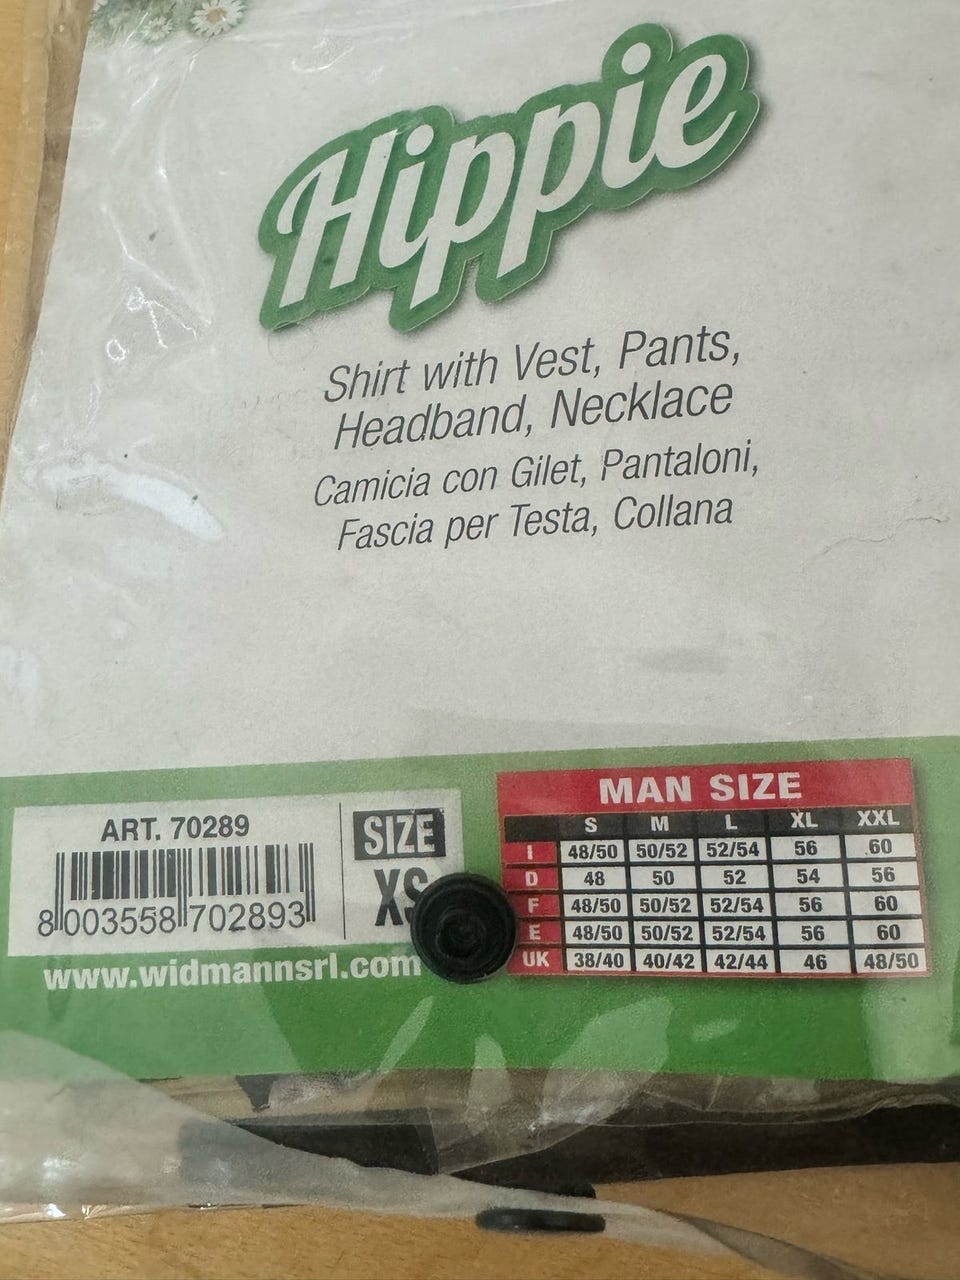 Hippie
Shirt with Vest, Pants,
Headband, Necklace
Camicia con Gilet, Pantaloni,
Fascia per Testa, Collana
ART. 70289
8 003558 702893
SIZE
XS
www.widmannsrl.com
MAN SIZE
S M L XL XXL
I 48/50 50/52 52/54 56 60
D 48 50 52 54 56
F 48/50 50/52 52/54 56 60
E 48/50 50/52 52/54 56 60
UK 38/40 40/42 42/44 46 48/50